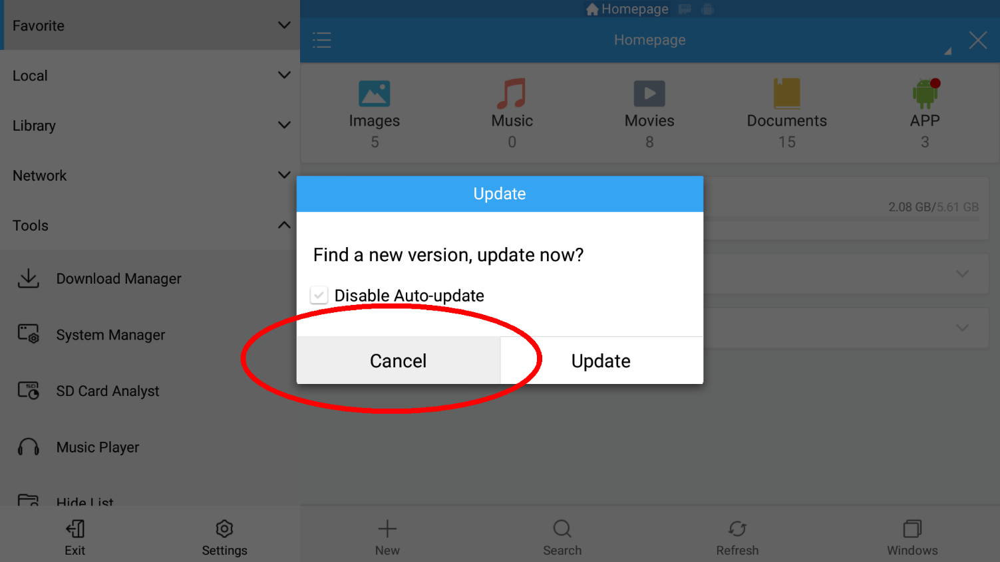 Favorite
Local
Library
Network
Tools
Download Manager
System Manager
SD Card Analyst
Music Player
Hide List
Exit
Settings
Homepage
Homepage
Images
5
Music
0
Movies
8
Documents
15
APP
3
2.08 GB/5.61 GB
Update
Find a new version, update now?
Disable Auto-update
Cancel
Update
New
Search
Refresh
Windows